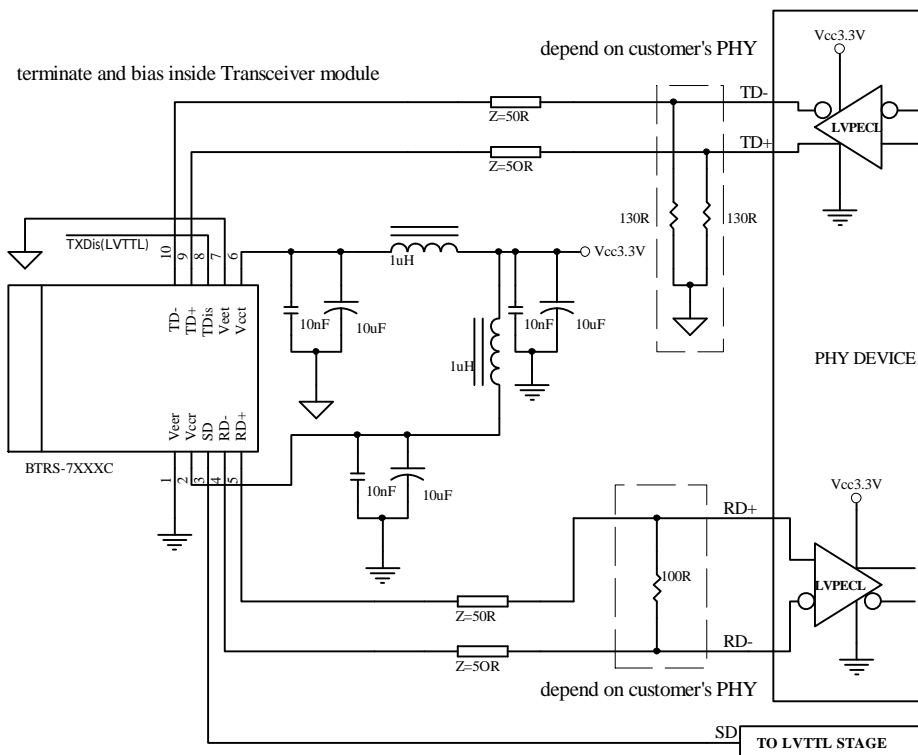 depend on customer's PHY
Vcc3.3V
terminate and bias inside Transceiver module
TD-
Z=50R
LVPECL
TD+
Z=5OR
130R
130R
TXDis(LVTTL)
10
9
8
7
6
1uH
Vcc3.3V
TD-
TD+
TDis
Veet
Vcct
10nF
10uF
10nF
10uF
1uH
PHY DEVICE
Veer
Vccr
SD
RD-
RD+
BTRS-7XXXC
1
2
3
4
5
10nF
10uF
Vcc3.3V
RD+
100R
LVPECL
Z=50R
RD-
Z=5OR
depend on customer's PHY
SD
TO LVTTL STAGE